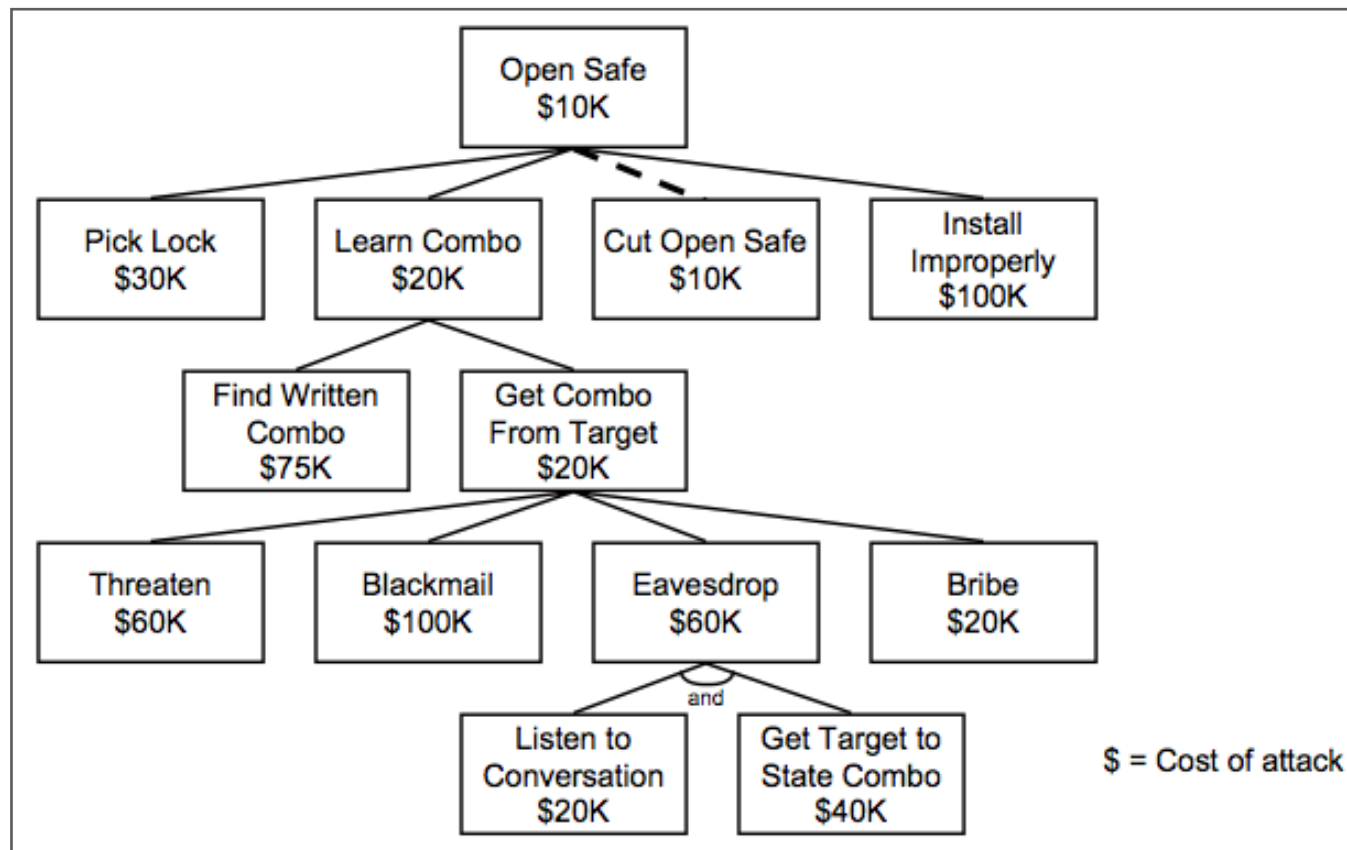 Open Safe
$10K
Pick Lock
$30K
Learn Combo
$20K
Cut Open Safe
$10K
Install
Improperly
$100K
Find Written
Combo
$75K
Get Combo
From Target
$20K
Threaten
$60K
Blackmail
$100K
Eavesdrop
$60K
Bribe
$20K
and
Listen to
Conversation
$20K
Get Target to
State Combo
$40K
$ = Cost of attack